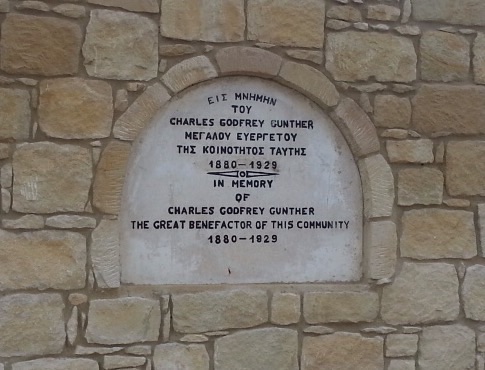 ΕΙΣ ΜΝΗΜΗΝ
ΤΟΥ
CHARLES GODFREY GUNTHER
ΜΕΓΑΛΟΥ ΕΥΕΡΓΕΤΟΥ
ΤΗΣ ΚΟΙΝΟΤΗΤΟΣ ΤΑΥΤΗΣ
1880-1929
IN MEMORY
OF
CHARLES GODFREY GUNTHER
THE GREAT BENEFACTOR OF THIS COMMUNITY
1880-1929